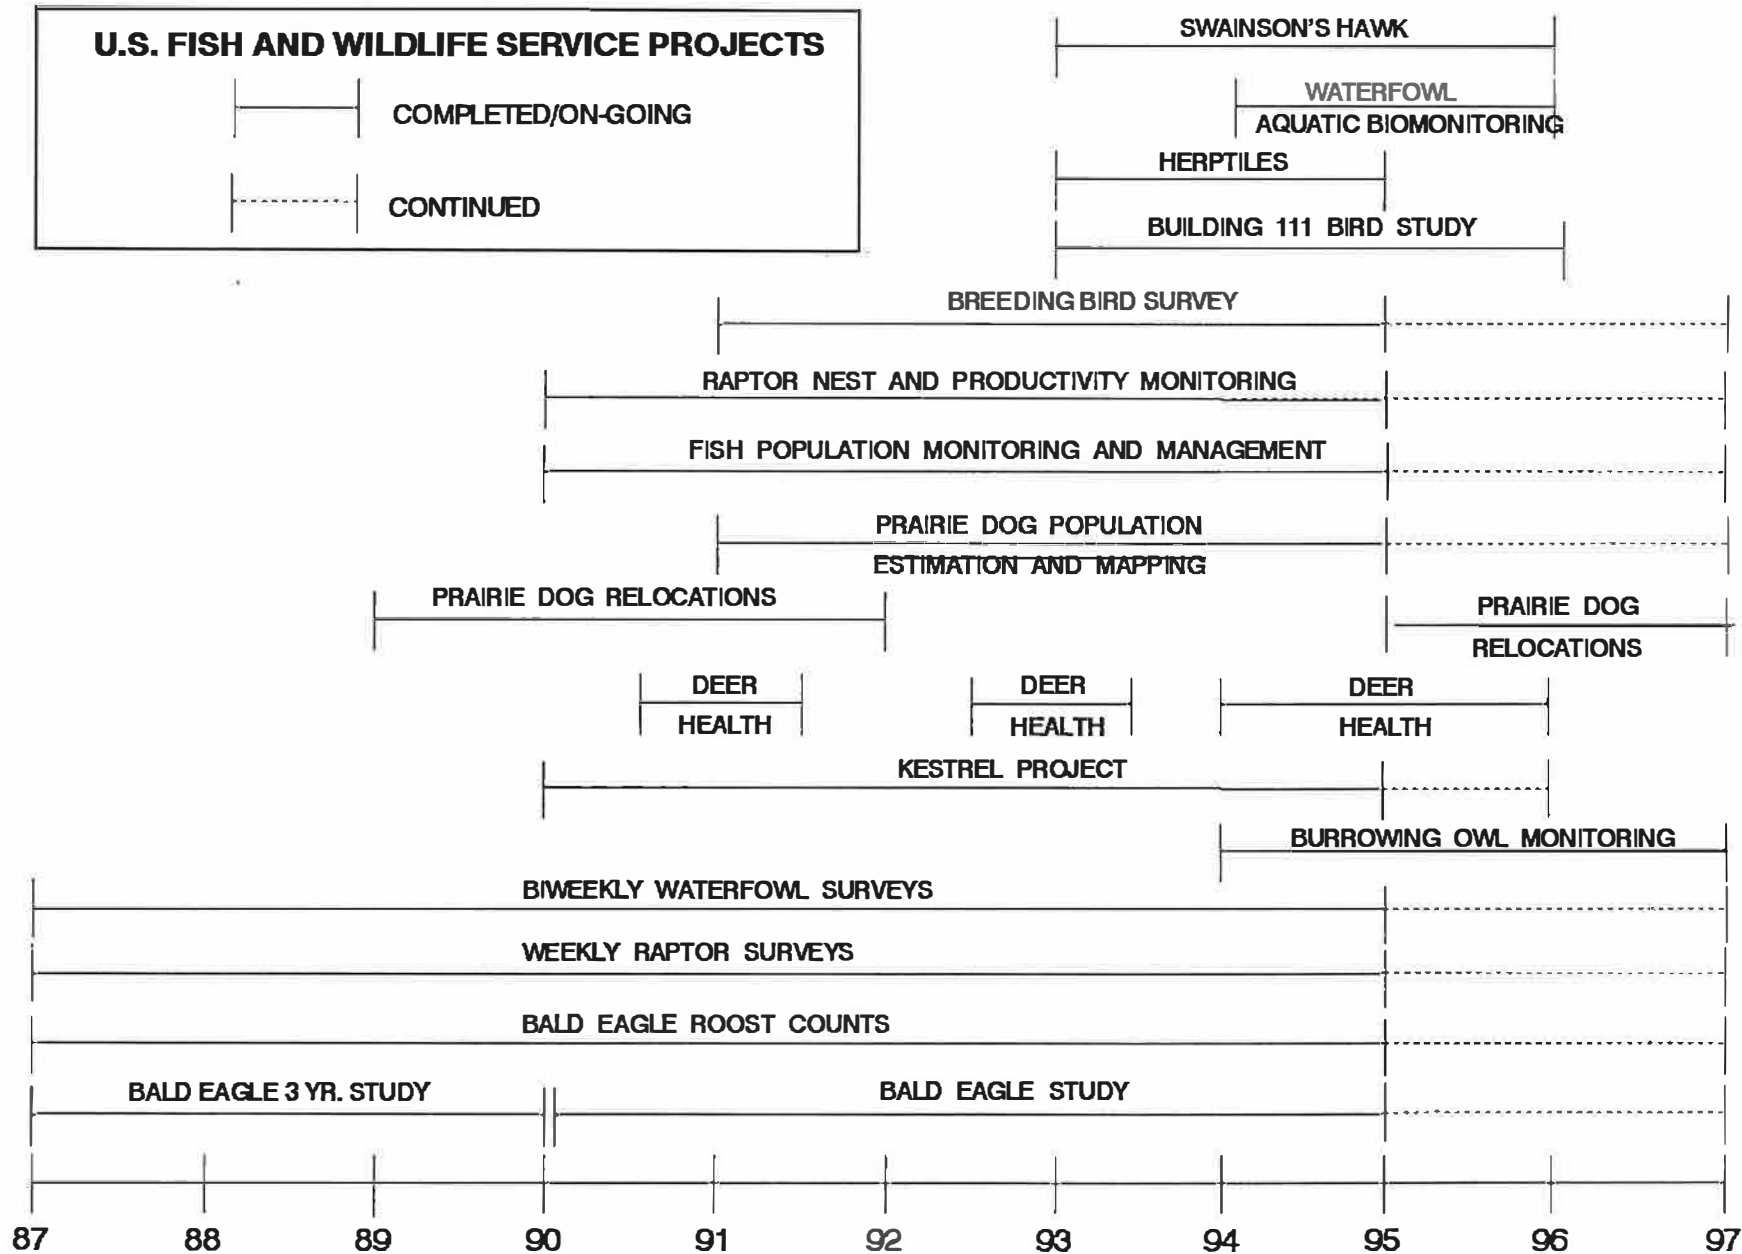 U.S. FISH AND WILDLIFE SERVICE PROJECTS
COMPLETED/ON-GOING
CONTINUED
SWAINSON'S HAWK
WATERFOWL
AQUATIC BIOMONITORING
HERPTILES
BUILDING 111 BIRD STUDY
BREEDING BIRD SURVEY
RAPTOR NEST AND PRODUCTIVITY MONITORING
FISH POPULATION MONITORING AND MANAGEMENT
PRAIRIE DOG POPULATION
ESTIMATION AND MAPPING
PRAIRIE DOG RELOCATIONS
PRAIRIE DOG
RELOCATIONS
DEER
HEALTH
DEER
HEALTH
DEER
HEALTH
KESTREL PROJECT
BURROWING OWL MONITORING
BIWEEKLY WATERFOWL SURVEYS
WEEKLY RAPTOR SURVEYS
BALD EAGLE ROOST COUNTS
BALD EAGLE 3 YR. STUDY
BALD EAGLE STUDY
87 88 89 90 91 92 93 94 95 96 97